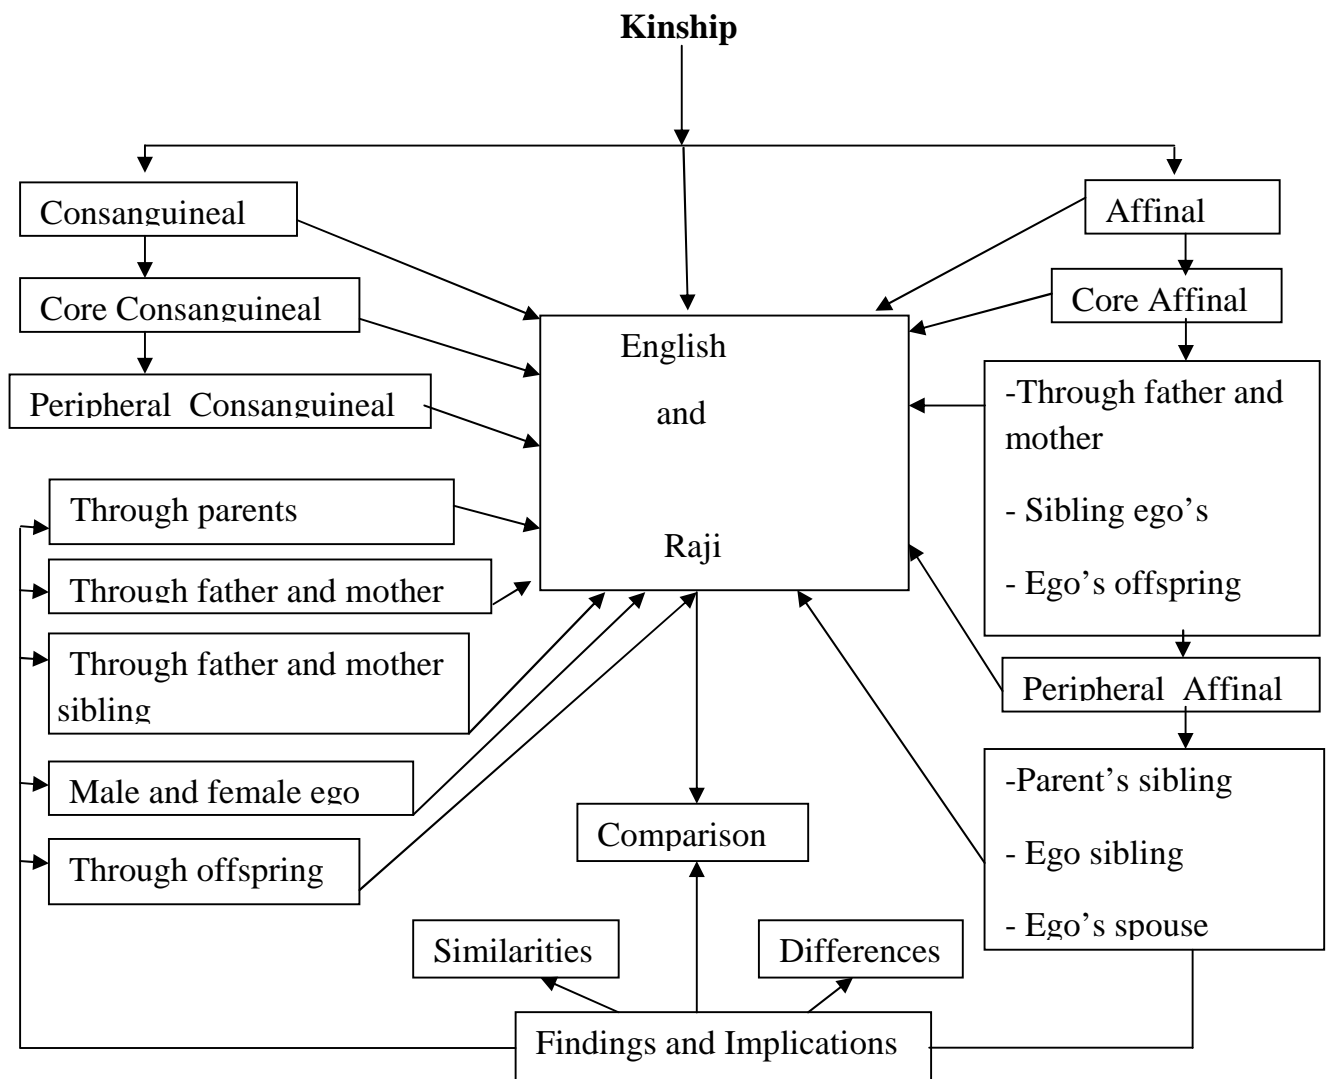 Kinship
Consanguineal
Affinal
Core Consanguineal
Core Affinal
English
and
Raji
Peripheral Consanguineal
-Through father and
mother
- Sibling ego's
- Ego's offspring
Through parents
Through father and mother
Through father and mother
sibling
Peripheral Affinal
Male and female ego
-Parent's sibling
- Ego sibling
- Ego's spouse
Comparison
Through offspring
Similarities
Differences
Findings and Implications